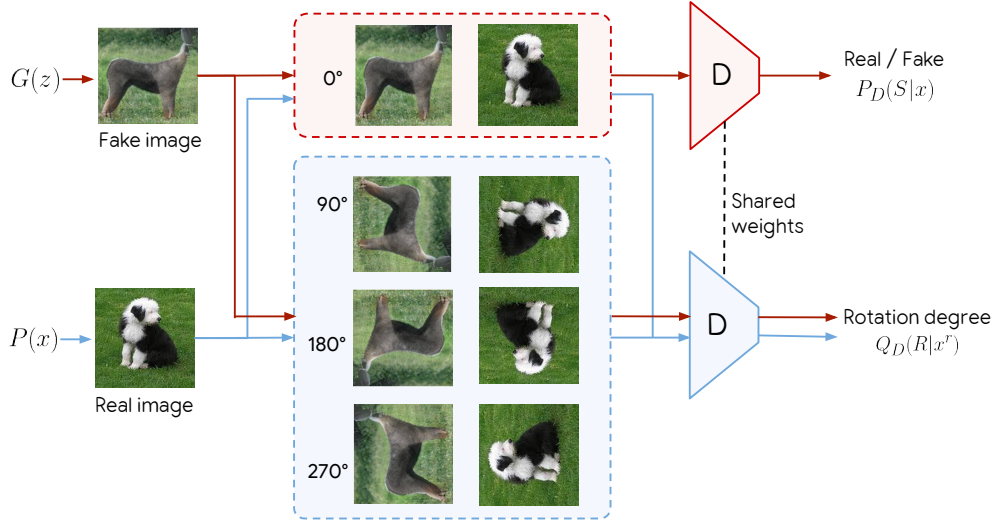 G(z)
Fake image
0°
D
Real / Fake
P_D(S|x)
90°
Shared
weights
P(x)
Real image
180°
D
Rotation degree
Q_D(R|x^r)
270°